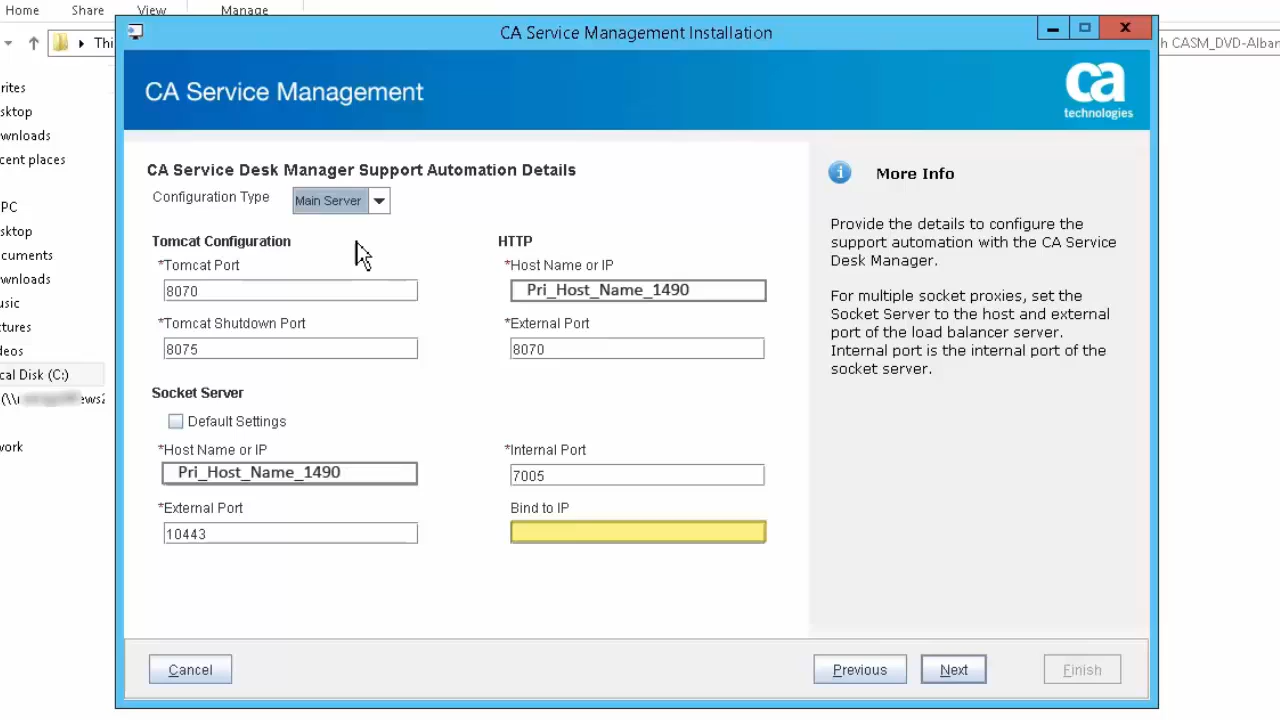 Home Share View Manage
CA Service Management Installation
Thi
h CASM_DVD-Alban
rites
sktop
wnloads
cent places
PC
sktop
cuments
wnloads
usic
tures
deos
cal Disk (C:)
(\\ ews2
work
CA Service Management
ca
technologies
CA Service Desk Manager Support Automation Details
Configuration Type Main Server
Tomcat Configuration HTTP
*Tomcat Port *Host Name or IP
8070 Pri_Host_Name_1490
*Tomcat Shutdown Port *External Port
8075 8070
Socket Server
Default Settings
*Host Name or IP *Internal Port
Pri_Host_Name_1490 7005
*External Port Bind to IP
10443
More Info
Provide the details to configure the
support automation with the CA Service
Desk Manager.
For multiple socket proxies, set the
Socket Server to the host and external
port of the load balancer server.
Internal port is the internal port of the
socket server.
Cancel Previous Next Finish